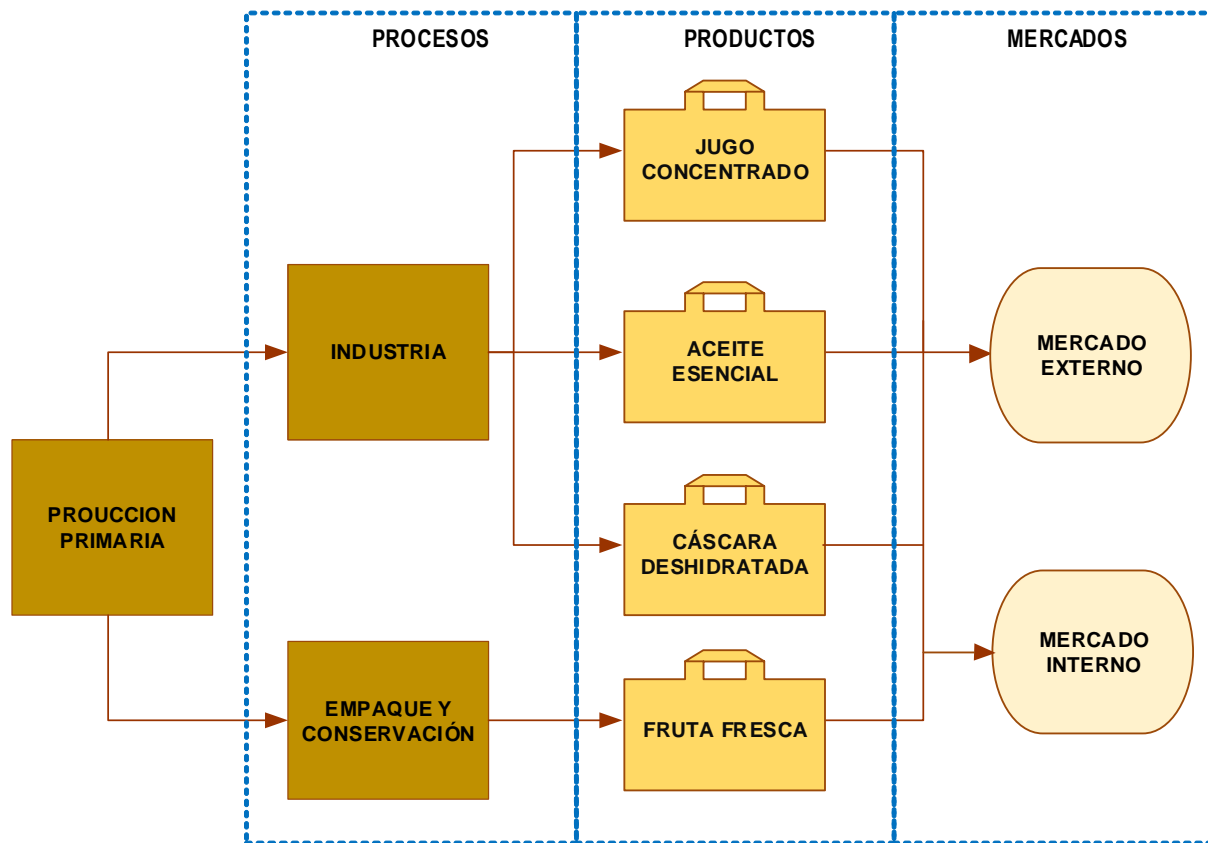 PROCESOS
PRODUCTOS
MERCADOS
JUGO
CONCENTRADO
INDUSTRIA
ACEITE
ESENCIAL
MERCADO
EXTERNO
PROUCCION
PRIMARIA
CÁSCARA
DESHIDRATADA
MERCADO
INTERNO
EMPAQUE Y
CONSERVACIÓN
FRUTA FRESCA